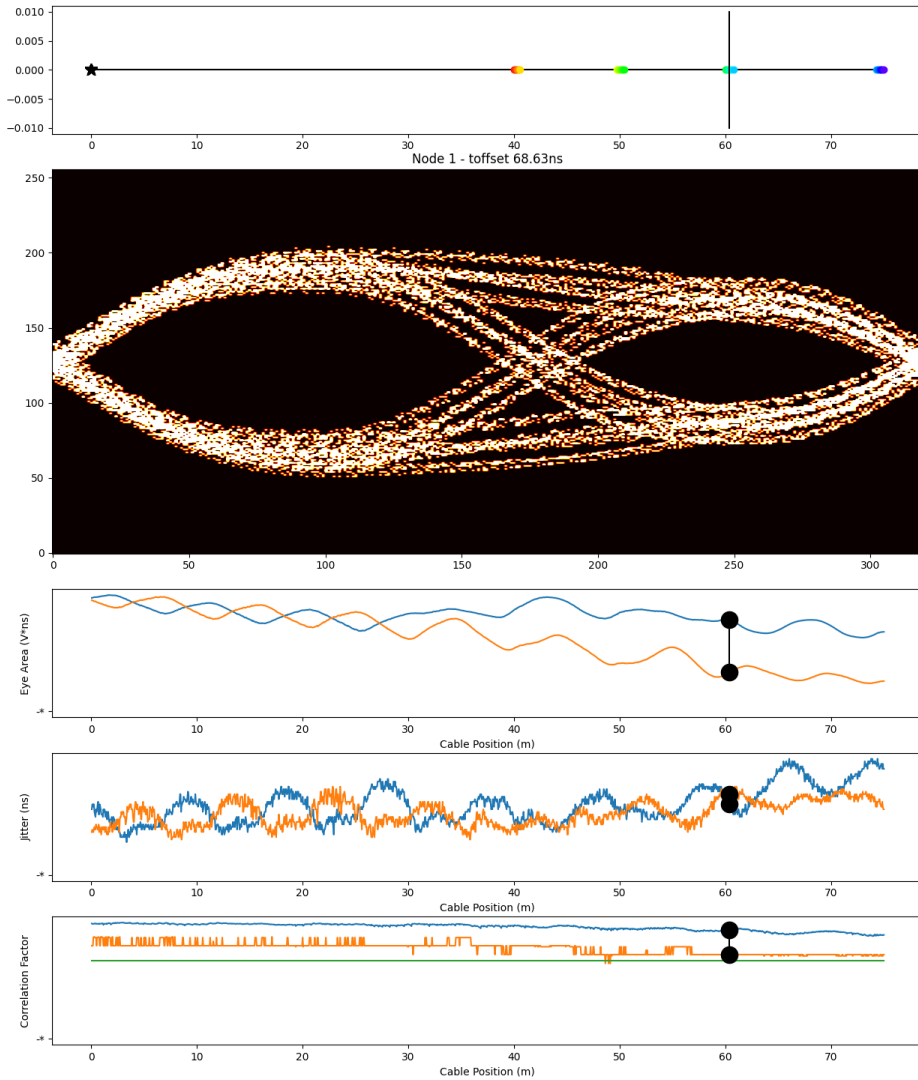 0.010
0.005
0.000
−0.005
−0.010
0 10 20 30 40 50 60 70
Node 1 - toffset 68.63ns
250
200
150
100
50
0
0 50 100 150 200 250 300
Eye Area (V*ns)
-*
0 10 20 30 40 50 60 70
Cable Position (m)
Jitter (ns)
-*
0 10 20 30 40 50 60 70
Cable Position (m)
Correlation Factor
-*
0 10 20 30 40 50 60 70
Cable Position (m)